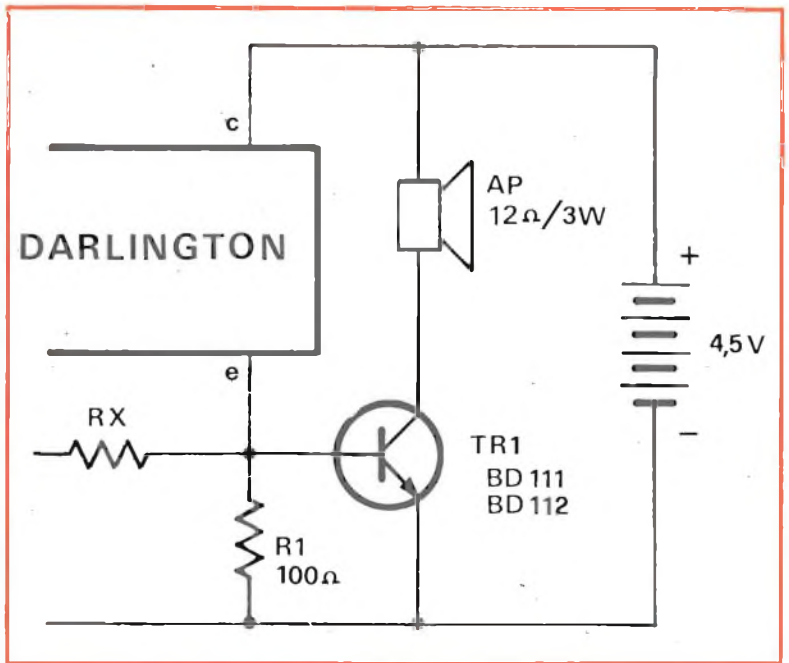 c
AP
12Ω/3W
DARLINGTON
+
4,5V
e
RX
−
TR1
BD 111
BD 112
R1
100Ω